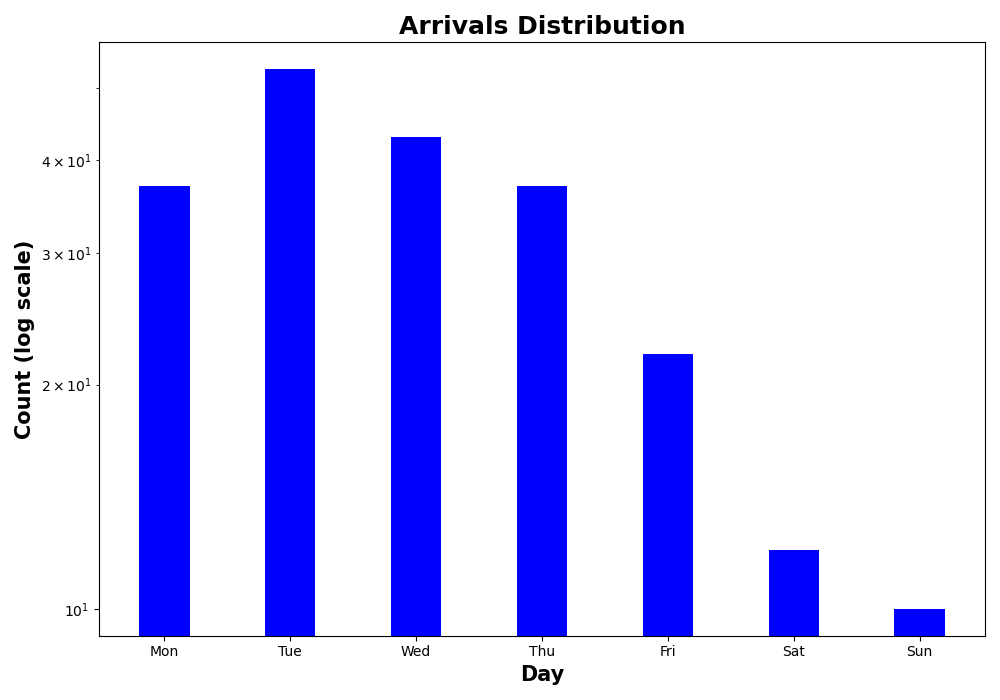 Arrivals Distribution
Count (log scale)
4 × 10¹
3 × 10¹
2 × 10¹
10¹
Mon Tue Wed Thu Fri Sat Sun
Day